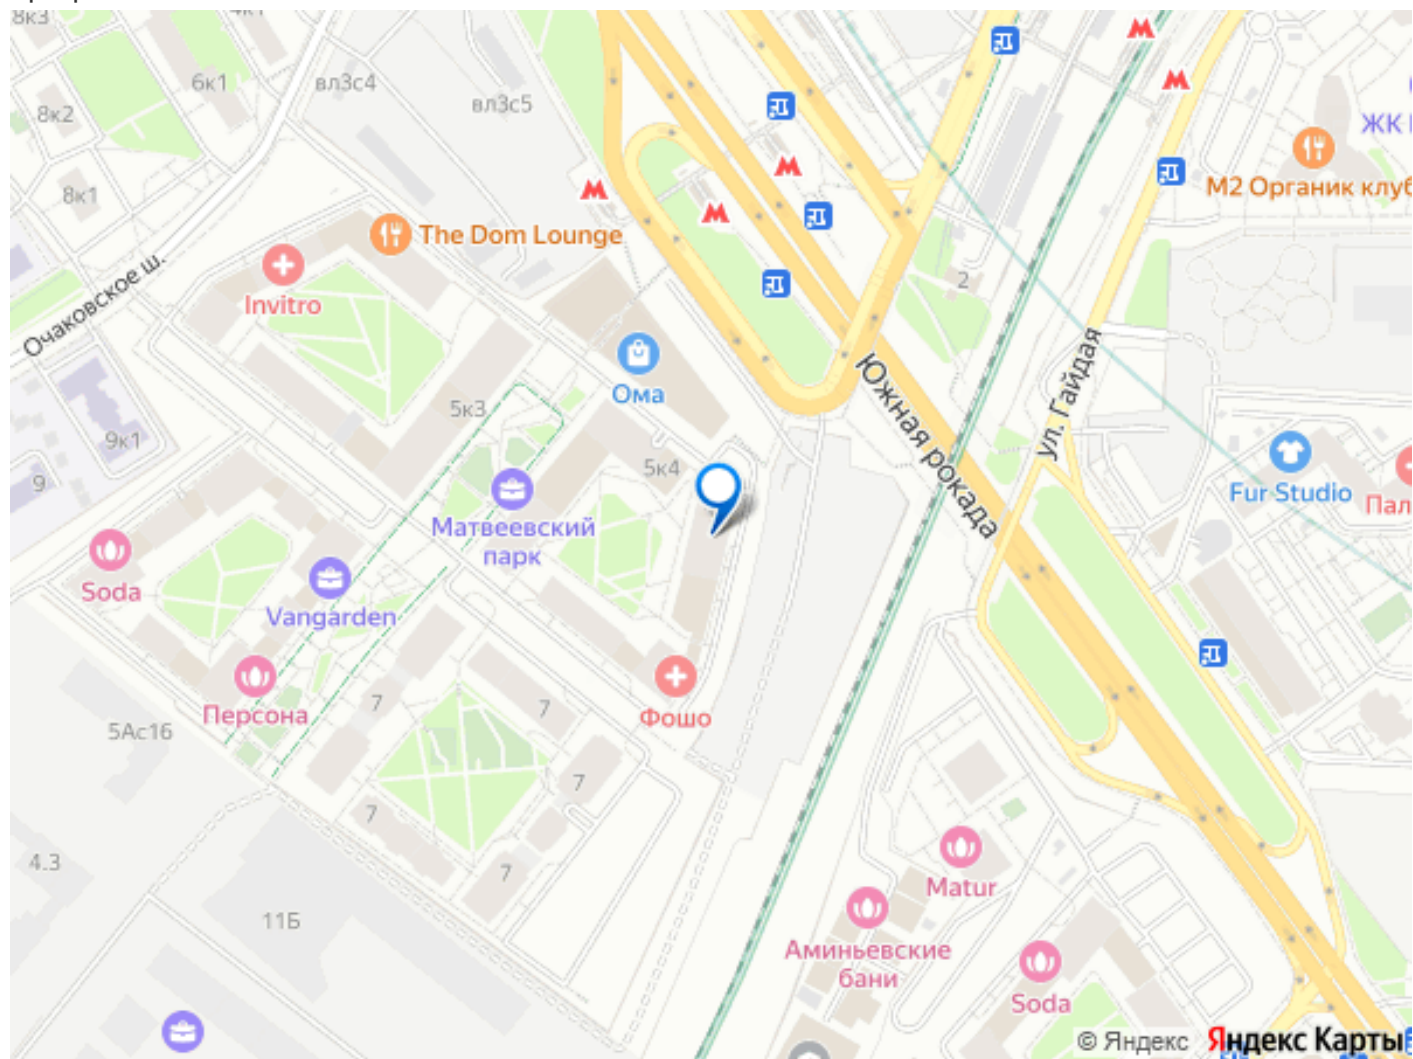 8к3
4к1
6к1
вл3с4
вл3с5
8к2
8к1
ЖК
М2 Органик клуб
The Dom Lounge
Invitro
Очаковское ш.
2
Ома
Южная рокада
ул. Гайдая
5к3
9к1
9
5к4
Fur Studio
Пал
Матвеевский
парк
Soda
Vangarden
Персона
Фошо
5Ас16
7
7
7
7
7
4.3
11Б
Matur
Аминьевские
бани
Soda
© Яндекс Яндекс Карты